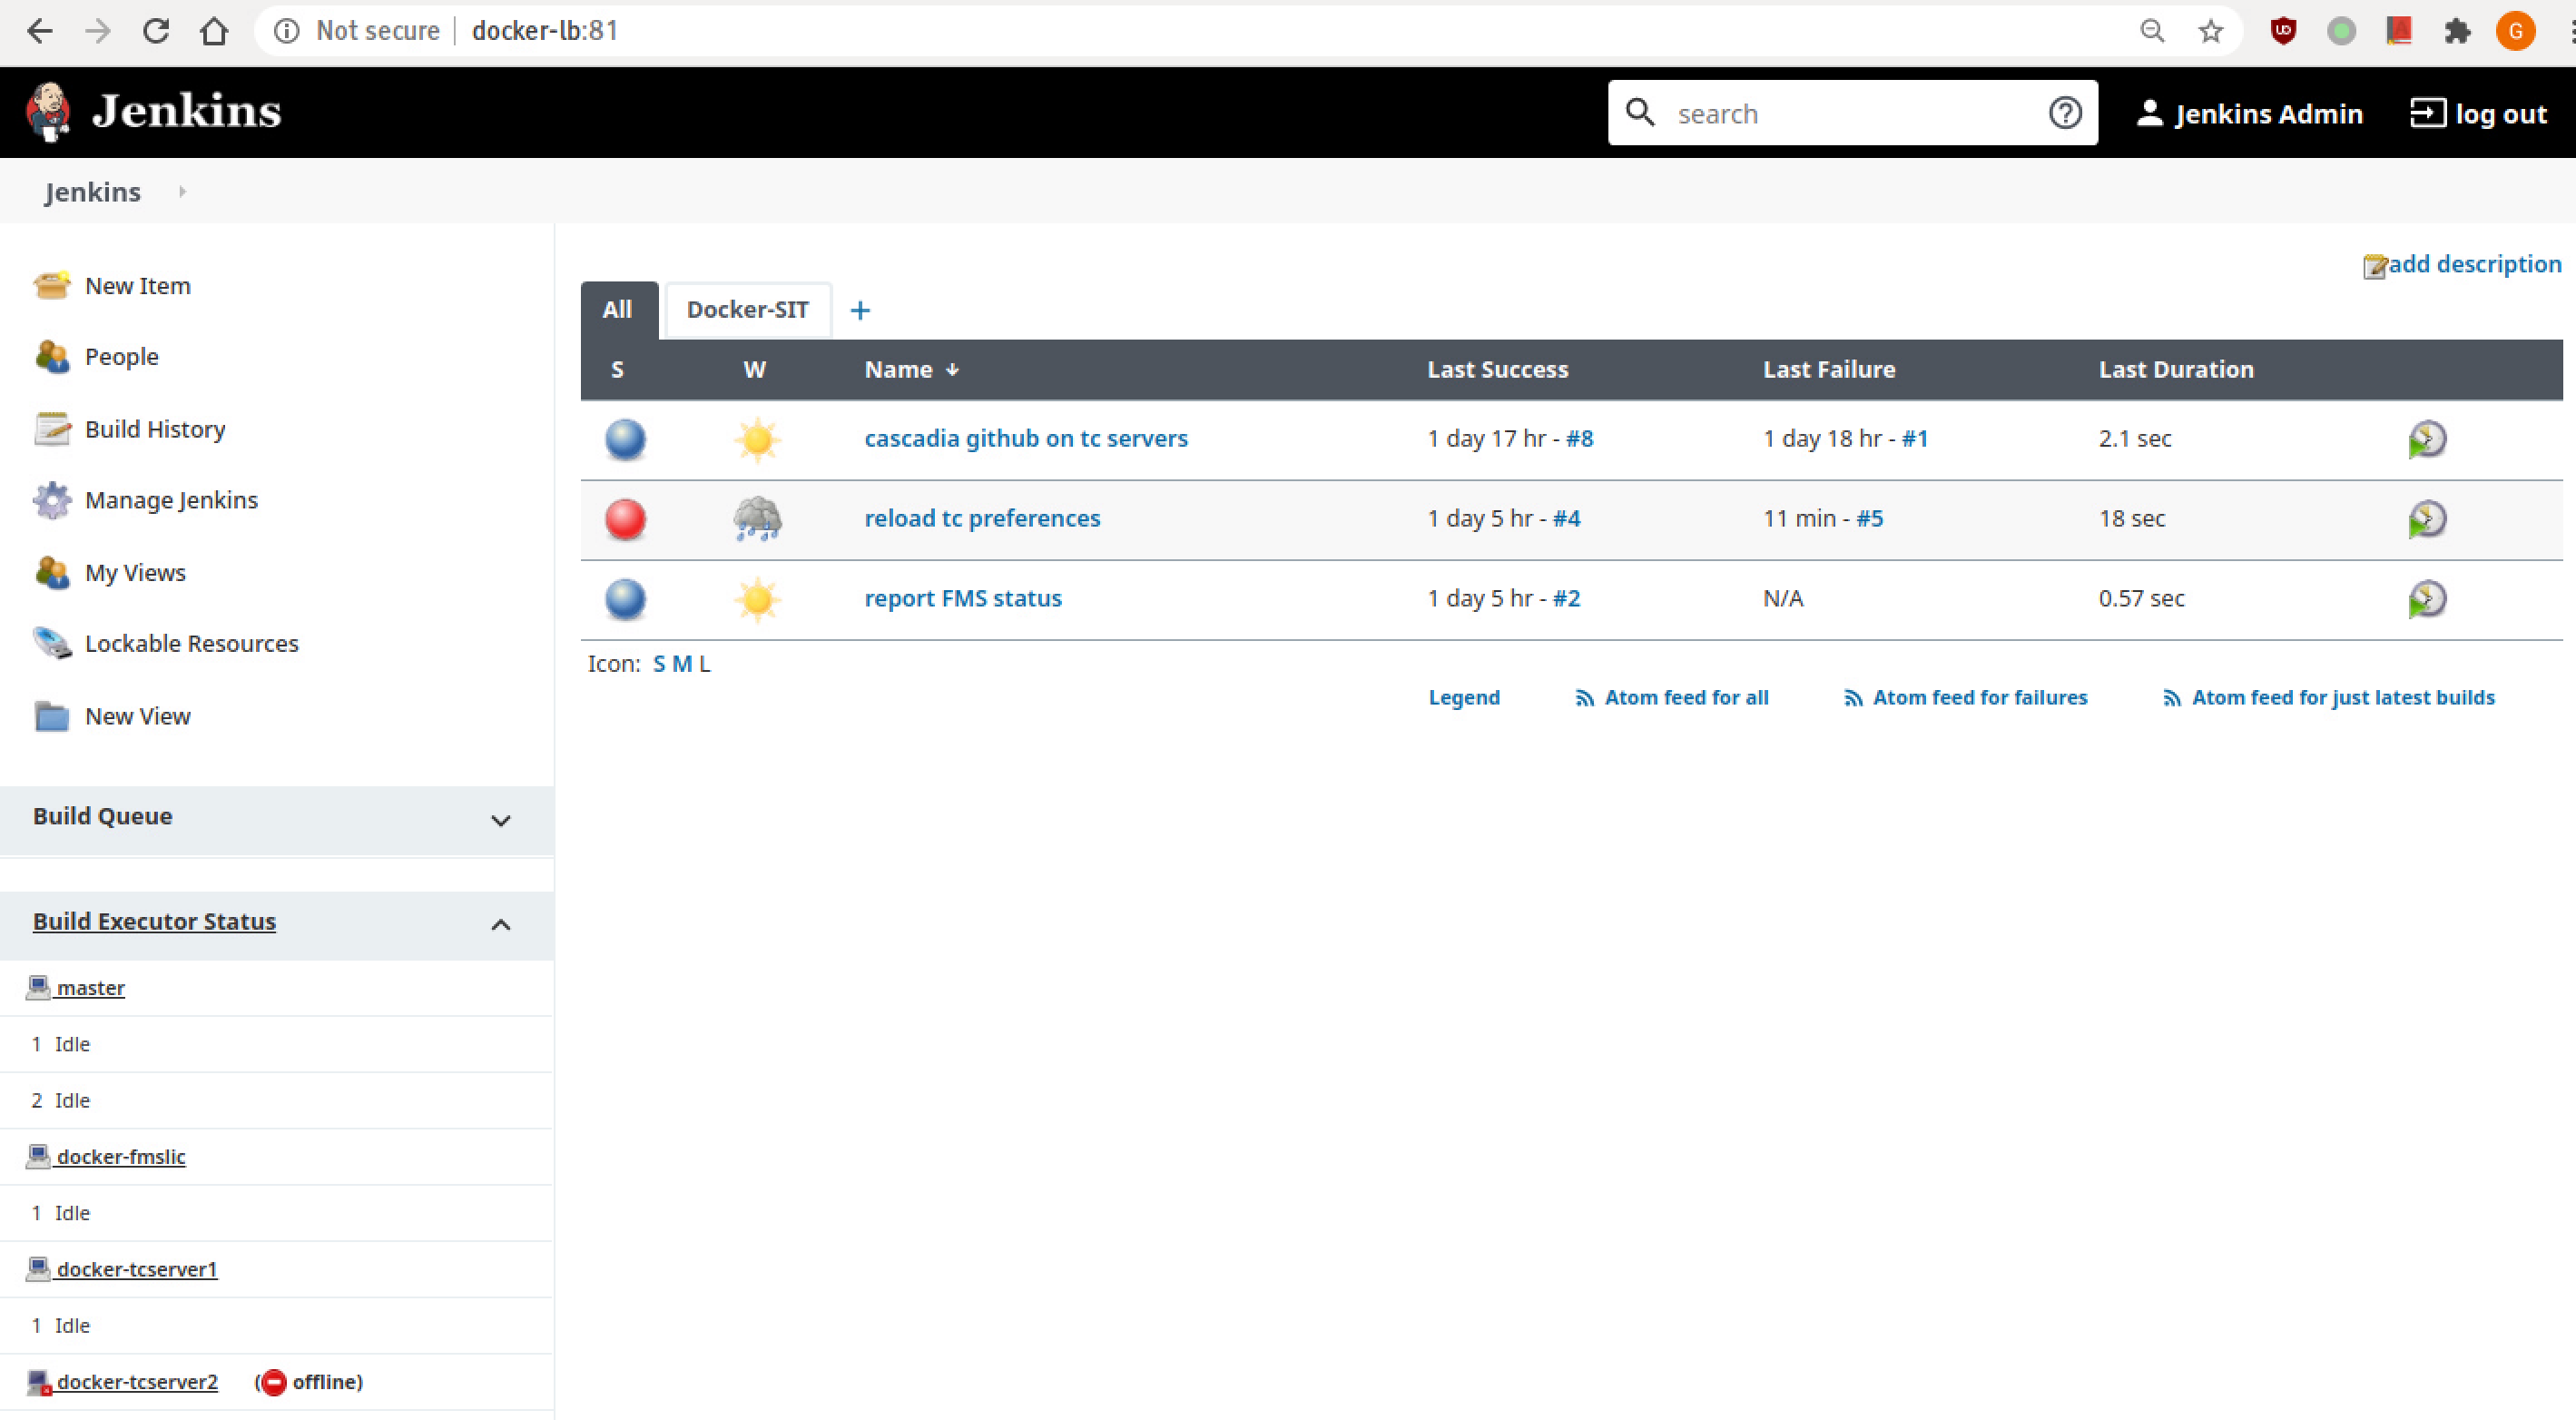 Not secure | docker-lb:81
G
Jenkins
search
Jenkins Admin
log out
Jenkins
add description
New Item
People
Build History
Manage Jenkins
My Views
Lockable Resources
New View
Build Queue
Build Executor Status
master
1 Idle
2 Idle
docker-fmslic
1 Idle
docker-tcserver1
1 Idle
docker-tcserver2 (offline)
All Docker-SIT +
S W Name ↓ Last Success Last Failure Last Duration
cascadia github on tc servers 1 day 17 hr - #8 1 day 18 hr - #1 2.1 sec
reload tc preferences 1 day 5 hr - #4 11 min - #5 18 sec
report FMS status 1 day 5 hr - #2 N/A 0.57 sec
Icon: S M L
Legend Atom feed for all Atom feed for failures Atom feed for just latest builds